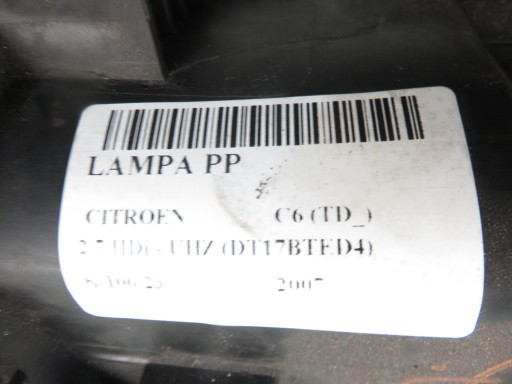 LAMPA PP
CITROEN C6 (TD_)
2.7 HDi - UHZ (DT17BTED4)
2007